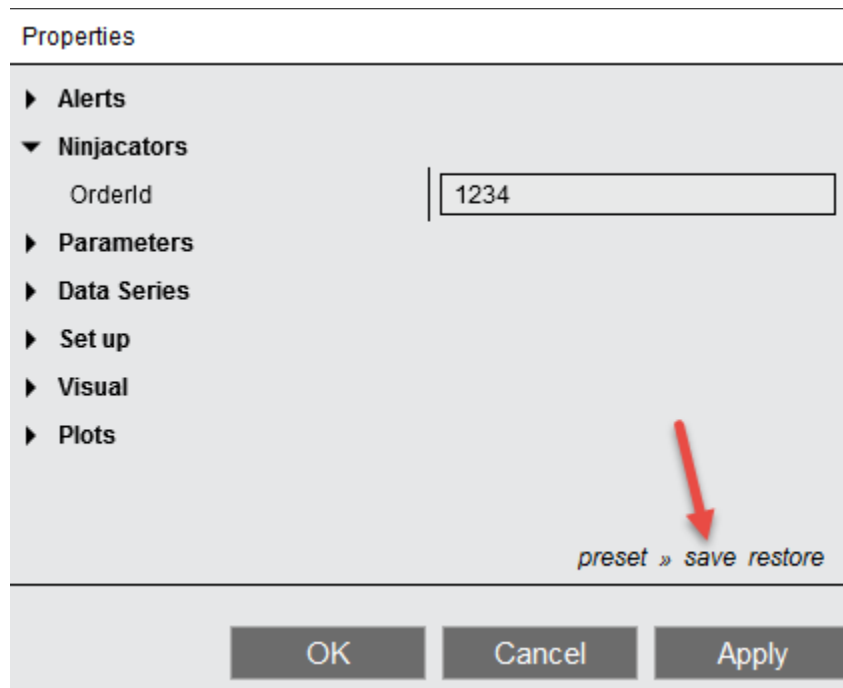 Properties
Alerts
Ninjacators
OrderId 1234
Parameters
Data Series
Set up
Visual
Plots
preset » save restore
OK Cancel Apply